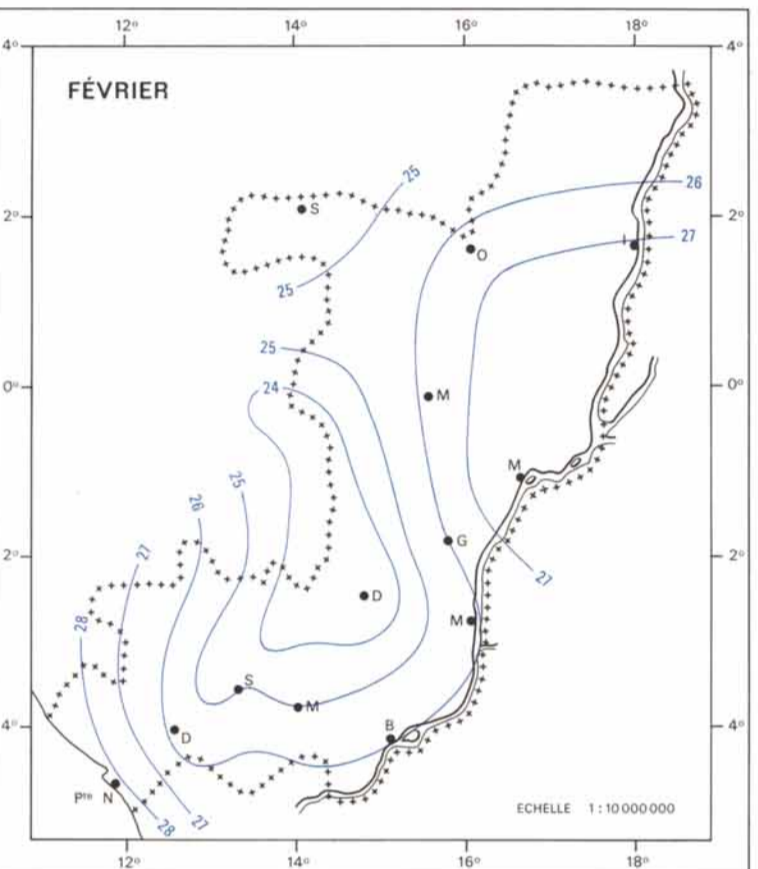 12° 14° 16° 18°
4° 4°
FÉVRIER
25
26
2° S 2°
27
I
O
25
25
24
0° 0°
M
M
25
26
G
2° 2°
27
27
D
28
M
S
M
4° 4°
D
B
Pte N
ECHELLE 1:10 000 000
28 27
12° 14° 16° 18°